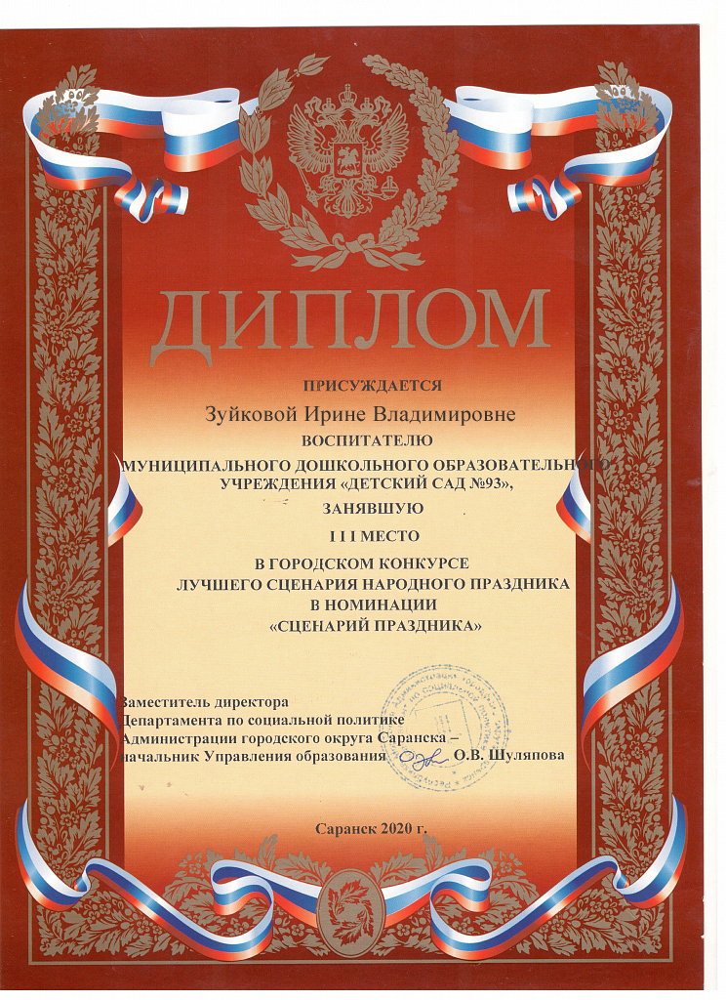 ДИПЛОМ
ПРИСУЖДАЕТСЯ
Зуйковой Ирине Владимировне
ВОСПИТАТЕЛЮ
МУНИЦИПАЛЬНОГО ДОШКОЛЬНОГО ОБРАЗОВАТЕЛЬНОГО
УЧРЕЖДЕНИЯ «ДЕТСКИЙ САД №93»,
ЗАНЯВШУЮ
I I I МЕСТО
В ГОРОДСКОМ КОНКУРСЕ
ЛУЧШЕГО СЦЕНАРИЯ НАРОДНОГО ПРАЗДНИКА
В НОМИНАЦИИ
«СЦЕНАРИЙ ПРАЗДНИКА»
Заместитель директора
Департамента по социальной политике
Администрации городского округа Саранска –
начальник Управления образования О.В. Шуляпова
Саранск 2020 г.